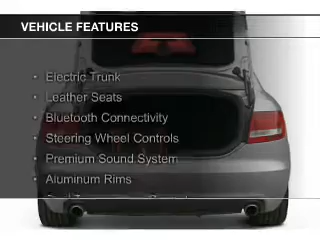 VEHICLE FEATURES
• Electric Trunk
• Leather Seats
• Bluetooth Connectivity
• Steering Wheel Controls
• Premium Sound System
• Aluminum Rims